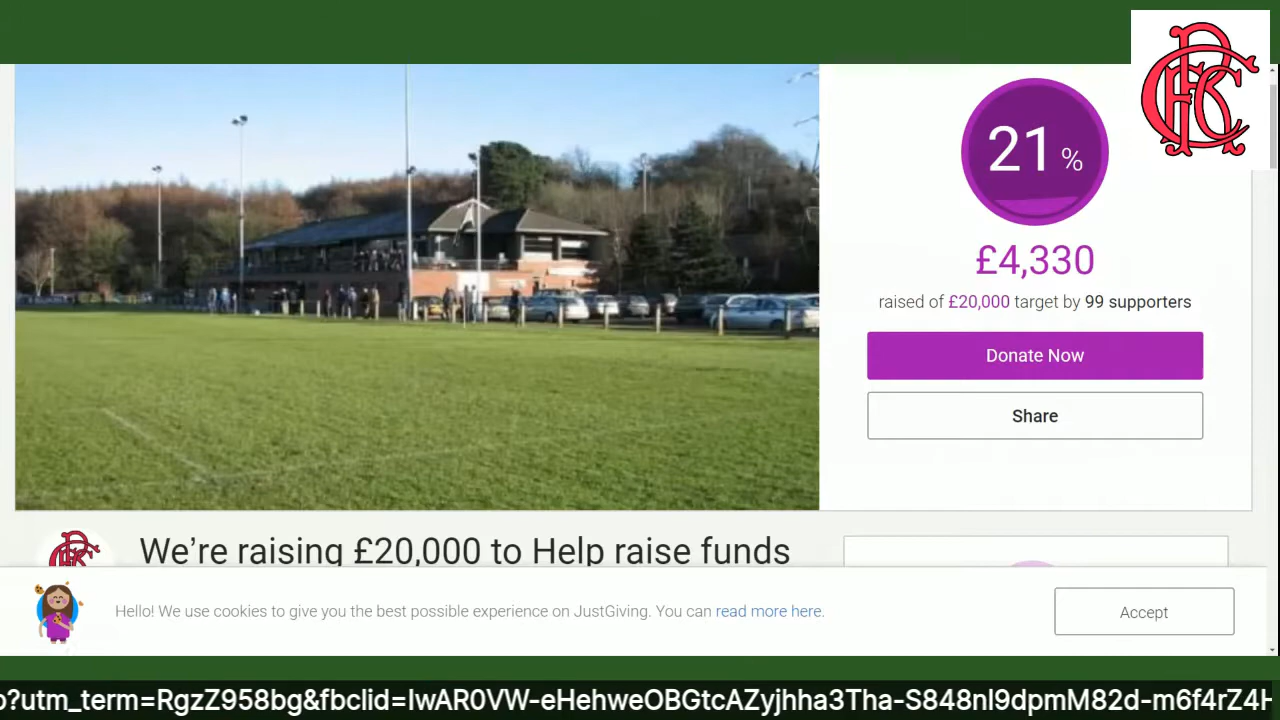 21 %
£4,330
raised of £20,000 target by 99 supporters
Donate Now
Share
We're raising £20,000 to Help raise funds
Hello! We use cookies to give you the best possible experience on JustGiving. You can read more here.
Accept
o?utm_term=RgzZ958bg&fbclid=IwAR0VW-eHehweOBGtcAZyjhha3Tha-S848nl9dpmM82d-m6f4rZ4H